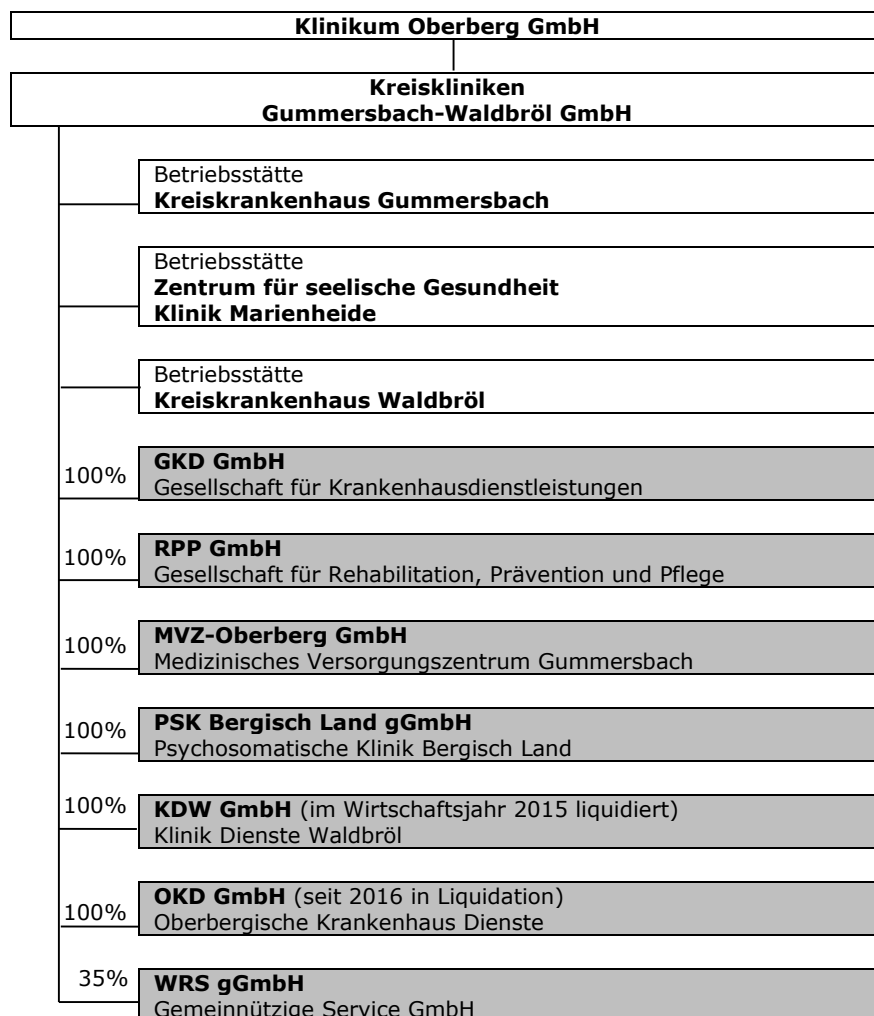 Klinikum Oberberg GmbH
Kreiskliniken
Gummersbach-Waldbröl GmbH
Betriebsstätte
Kreiskrankenhaus Gummersbach
Betriebsstätte
Zentrum für seelische Gesundheit
Klinik Marienheide
Betriebsstätte
Kreiskrankenhaus Waldbröl
100%
GKD GmbH
Gesellschaft für Krankenhausdienstleistungen
100%
RPP GmbH
Gesellschaft für Rehabilitation, Prävention und Pflege
100%
MVZ-Oberberg GmbH
Medizinisches Versorgungszentrum Gummersbach
100%
PSK Bergisch Land gGmbH
Psychosomatische Klinik Bergisch Land
100%
KDW GmbH (im Wirtschaftsjahr 2015 liquidiert)
Klinik Dienste Waldbröl
100%
OKD GmbH (seit 2016 in Liquidation)
Oberbergische Krankenhaus Dienste
35%
WRS gGmbH
Gemeinnützige Service GmbH